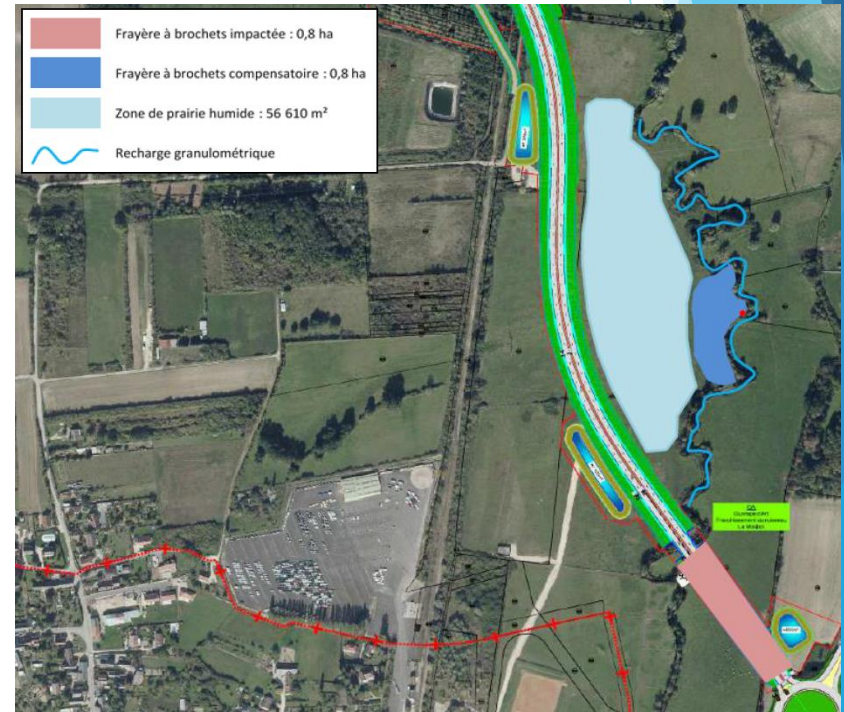 Frayère à brochets impactée : 0,8 ha
Frayère à brochets compensatoire : 0,8 ha
Zone de prairie humide : 56 610 m²
Recharge granulométrique